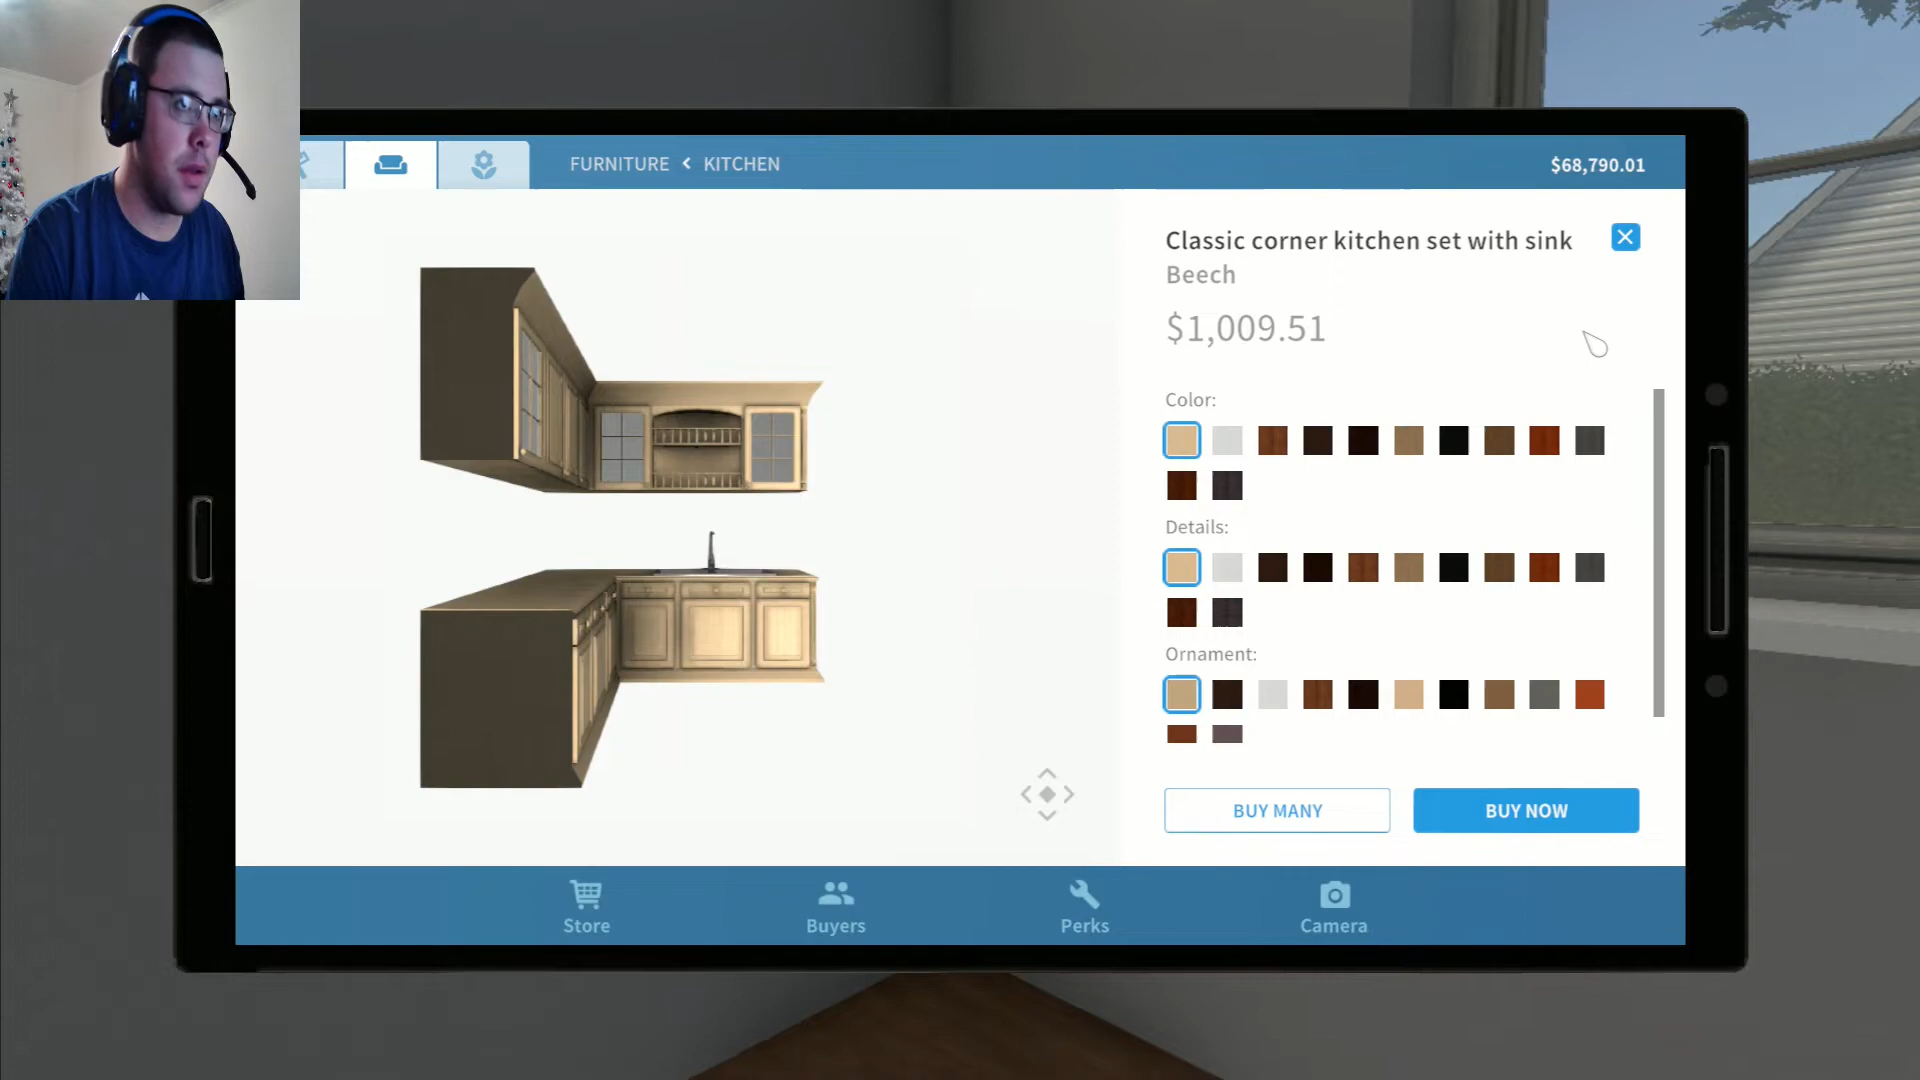 FURNITURE < KITCHEN
$68,790.01
Classic corner kitchen set with sink
Beech
$1,009.51
Color:
Details:
Ornament:
BUY MANY
BUY NOW
Store
Buyers
Perks
Camera